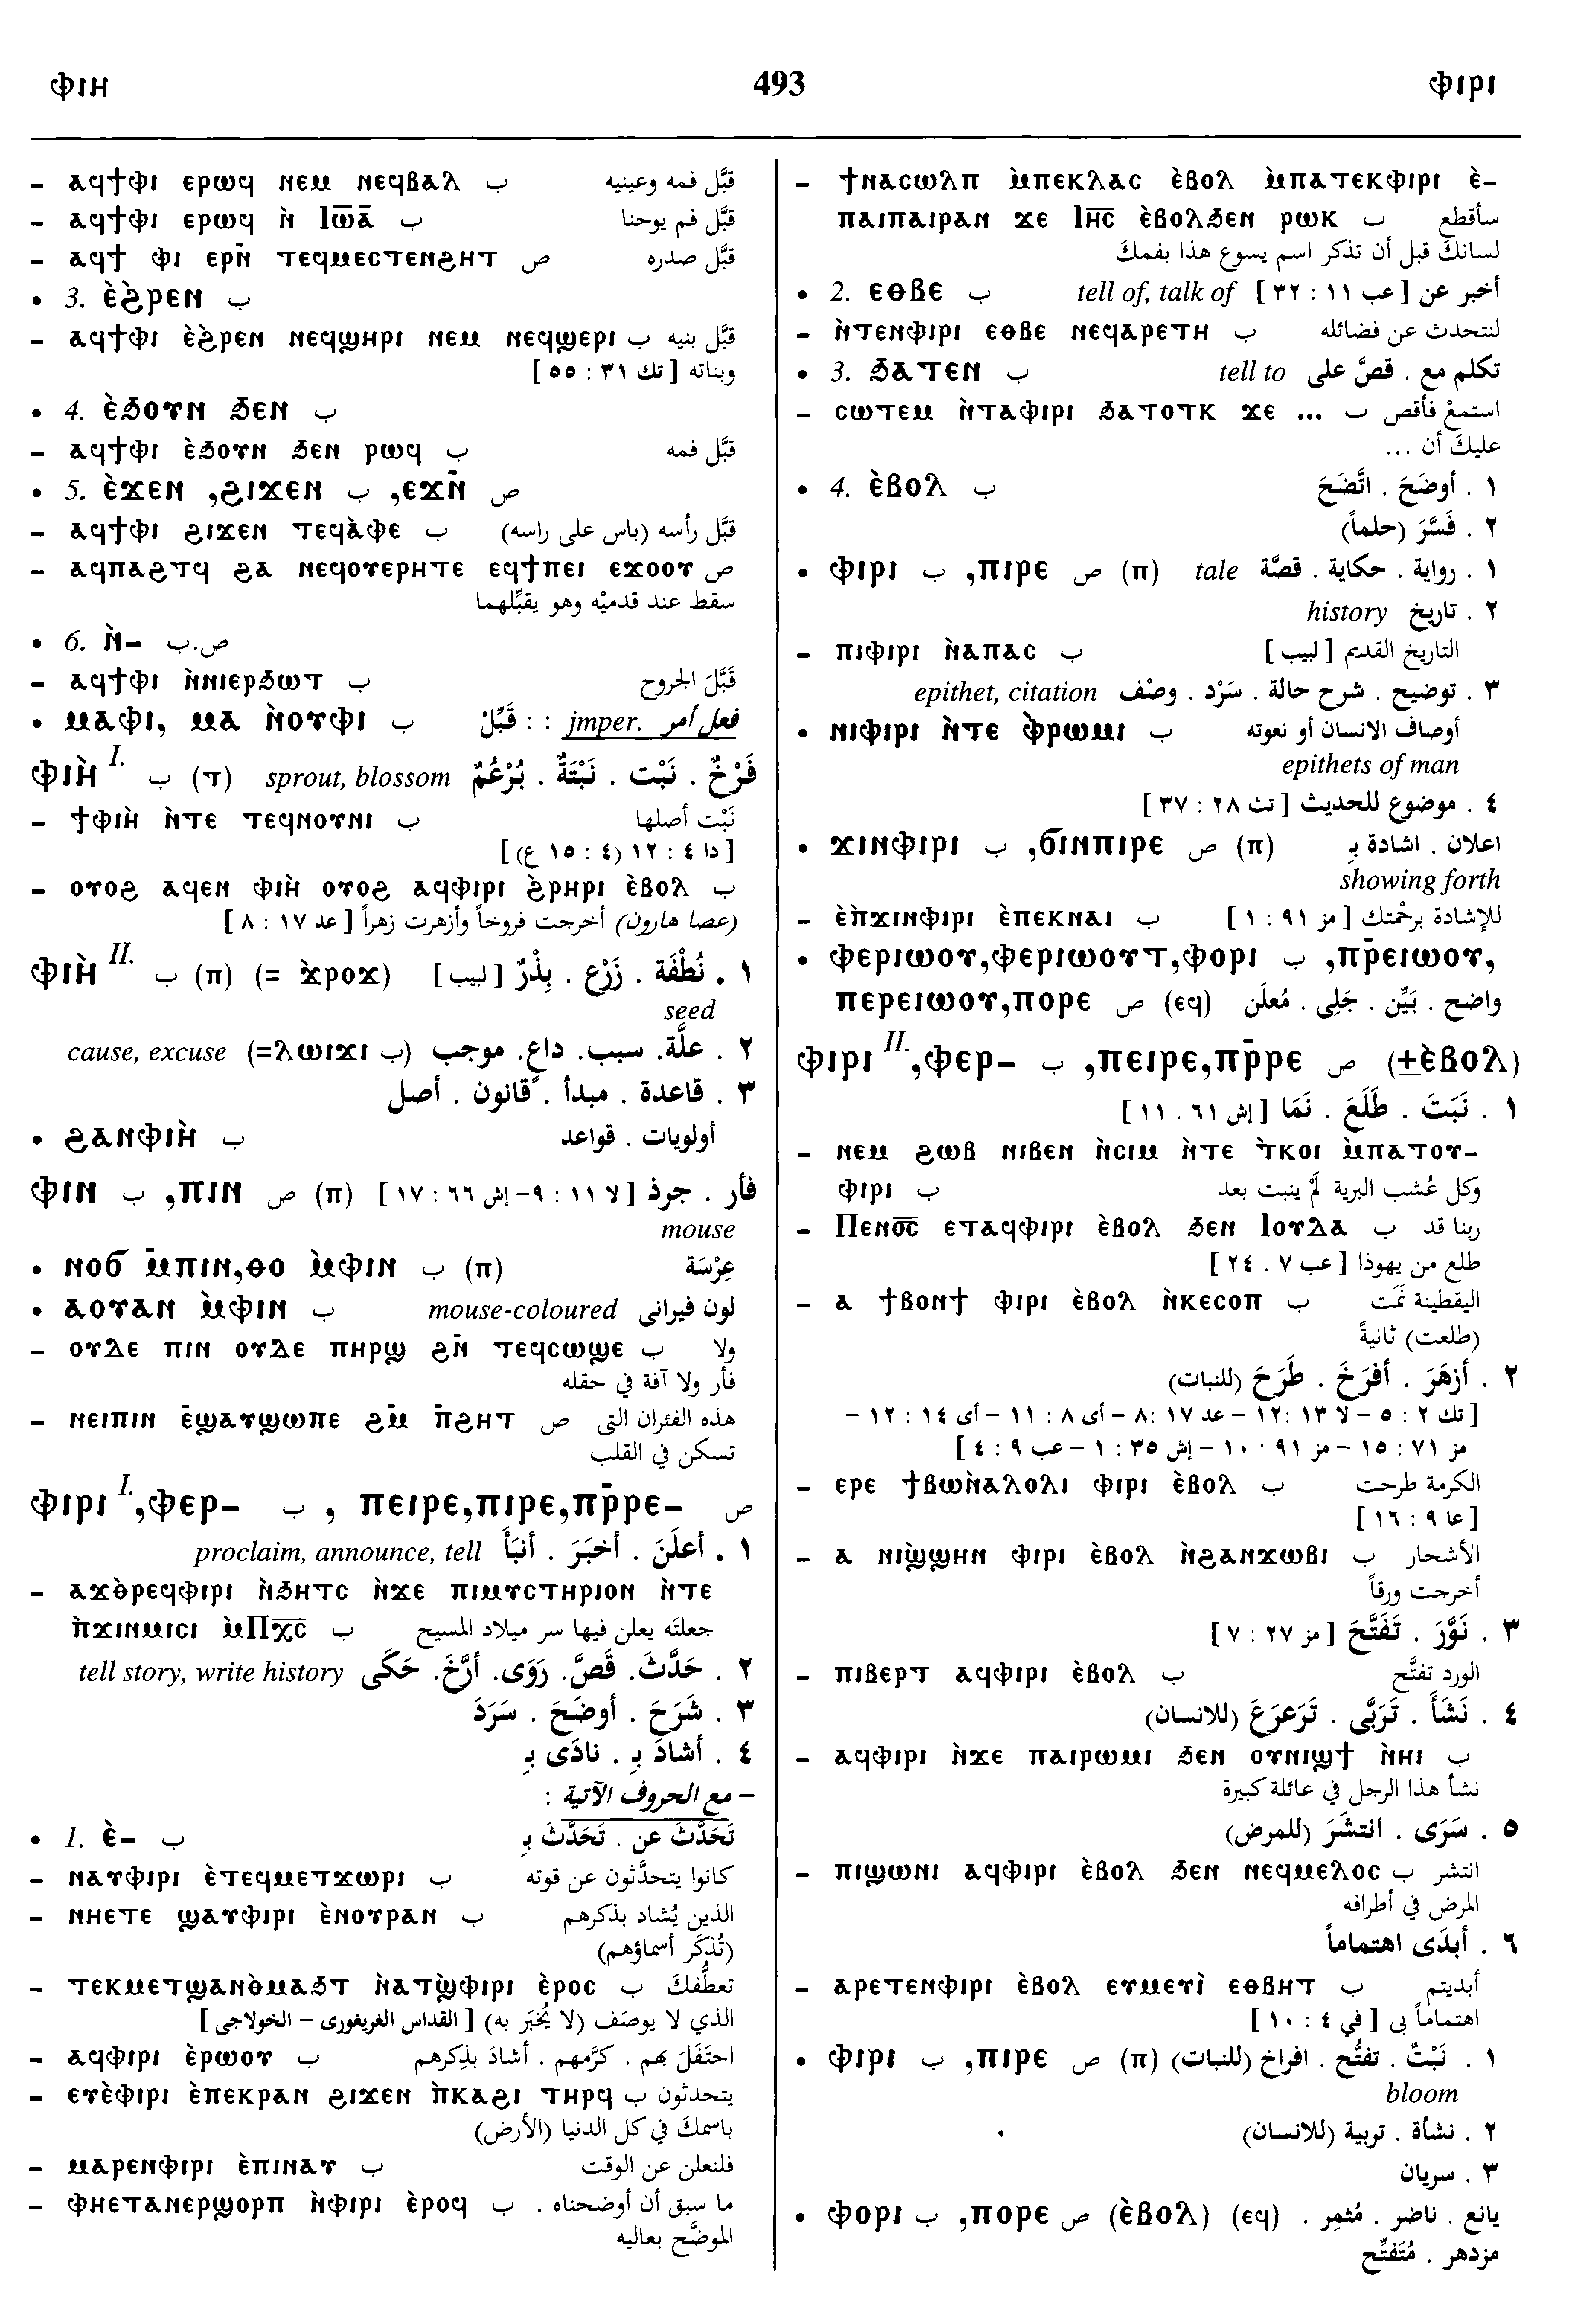 ⲫⲓⲏ 493 ⲫⲓⲣⲓ
– ⲁϥϯⲫⲓ ⲉⲣⲱϥ ⲛⲉⲙ ⲛⲉϥⲃⲁⲗ ب قبَّل فمه وعينيه
– ⲁϥϯⲫⲓ ⲉⲣⲱϥ ⲛ̀ ⲓⲱ̅ⲁ̅ ب قبَّل فم يوحنا
– ⲁϥϯ ⲫⲓ ⲉⲣⲛ̄ ⲧⲉϥⲙⲉⲥⲧⲉⲛϩⲏⲧ ص قبَّل صدره
• 3. ⲉ̀ϩⲣⲉⲛ ب
– ⲁϥϯⲫⲓ ⲉ̀ϩⲣⲉⲛ ⲛⲉϥϣⲏⲣⲓ ⲛⲉⲙ ⲛⲉϥϣⲉⲣⲓ ب قبَّل بنيه
وبناته [ تك ٣١ : ٥٥ ]
• 4. ⲉ̀ϧⲟⲩⲛ ϧⲉⲛ ب
– ⲁϥϯⲫⲓ ⲉ̀ϧⲟⲩⲛ ϧⲉⲛ ⲣⲱϥ ب قبَّل فمه
• 5. ⲉ̀ϫⲉⲛ ,ϩⲓϫⲉⲛ ب ,ⲉϫⲛ̄ ص
– ⲁϥϯⲫⲓ ϩⲓϫⲉⲛ ⲧⲉϥⲁ̀ⲫⲉ ب قبَّل رأسه (باس على راسه)
– ⲁϥⲡⲁϩⲧϥ ϩⲁ ⲛⲉϥⲟⲩⲉⲣⲏⲧⲉ ⲉϥϯⲡⲉⲓ ⲉϫⲟⲟⲩ ص
سقط عند قدميْه وهو يقبِّلهما
• 6. ⲛ̀– ص.ب
– ⲁϥϯⲫⲓ ⲛ̀ⲛⲓⲉⲣϧⲱⲧ ب قَبَّلَ الجروح
• ⲙⲁⲫⲓ, ⲙⲁ ⲛ̀ⲟⲩⲫⲓ ب فعل أمر jmper. : : قَبِّلْ
ⲫⲓⲏ̀ I. ب (ⲧ) sprout, blossom فَرْخٌ . نَبْت . نَبْتَةٌ . بُرْعُمٌ
– ϯⲫⲓⲏ̀ ⲛ̀ⲧⲉ ⲧⲉϥⲛⲟⲩⲛⲓ ب نَبْت أصلها
[ دا ٤ : ١٢ (٤ : ١٥ ع) ]
– ⲟⲩⲟϩ ⲁϥⲉⲛ ⲫⲓⲏ̀ ⲟⲩⲟϩ ⲁϥⲫⲓⲣⲓ ϩⲣⲏⲣⲓ ⲉ̀ⲃⲟⲗ ب
(عصا هارون) أخرجت فروخاً وأزهرت زهراً [ عد ١٧ : ٨ ]
ⲫⲓⲏ̀ II. ب (ⲡ) (= ϫ̀ⲣⲟϫ) ١ . نُطْفَة . زَرْع . بِذْرٌ [ لبيب ]
seed
٢ . علَّة. سبب. داعٍ. موجب (ب ⲗⲱⲓϫⲓ=) cause, excuse
٣ . قاعدة . مبدأ . قانون . أصل
• ϩⲁⲛⲫⲓⲏ̀ ب أولويات . قواعد
ⲫⲓⲛ ب ,ⲡⲓⲛ ص (ⲡ) فأر . جرذ [ لا ١١ : ٩–إش ٦٦ : ١٧ ]
mouse
• ⲛⲟϭ ⲙ̄ⲡⲓⲛ,ⲑⲟ ⲙ̀ⲫⲓⲛ ب (ⲡ) عِرْسَة
• ⲁⲟⲩⲁⲛ ⲙ̀ⲫⲓⲛ ب mouse-coloured لون فيرانى
– ⲟⲩⲇⲉ ⲡⲓⲛ ⲟⲩⲇⲉ ⲡⲏⲣϣ ϩⲛ̄ ⲧⲉϥⲥⲱϣⲉ ب ولا
فأر ولا آفة في حقله
– ⲛⲉⲓⲡⲓⲛ ⲉ̄ϣⲁⲩϣⲱⲡⲉ ϩⲙ̄ ⲡ̄ϩⲏⲧ ص هذه الفئران التى
تسكن في القلب
ⲫⲓⲣⲓ I.,ⲫⲉⲣ– ب , ⲡⲉⲓⲣⲉ,ⲡⲓⲣⲉ,ⲡⲣ̄ⲣⲉ– ص
١ . أعلَنَ . أخبَرَ . أنبَأَ proclaim, announce, tell
– ⲁϫⲑ̀ⲣⲉϥⲫⲓⲣⲓ ⲛ̀ϧⲏⲧⲥ ⲛ̀ϫⲉ ⲡⲓⲙⲩⲥⲧⲏⲣⲓⲟⲛ ⲛ̀ⲧⲉ
ⲡ̀ϫⲓⲛⲙⲓⲥⲓ ⲙ̀Ⲡⲭ̅ⲥ̅ ب جعلتَه يعلن فيها سر ميلاد المسيح
٢ . حَدَّثَ. قَصَّ. رَوَى. أرَّخَ. حَكَى tell story, write history
٣ . شَرَحَ . أوضَحَ . سَرَدَ
٤ . أشادَ بِـ . نادَى بِـ
– مع الحروف الآتية :
• 1. ⲉ̀– ب تَحَدَّثَ عن . تَحَدَّثَ بِـ
– ⲛⲁⲩⲫⲓⲣⲓ ⲉ̀ⲧⲉϥⲙⲉⲧϫⲱⲣⲓ ب كانوا يتحدَّثون عن قوته
– ⲛⲏⲉⲧⲉ ϣⲁⲩⲫⲓⲣⲓ ⲉ̀ⲛⲟⲩⲣⲁⲛ ب الذين يُشاد بذكرهم
(تُذكَر أسماؤهم)
– ⲧⲉⲕⲙⲉⲧϣⲁⲛⲑ̀ⲙⲁϧⲧ ⲛ̀ⲁⲧϣ̀ⲫⲓⲣⲓ ⲉ̀ⲣⲟⲥ ب تعطُّفكَ
الذي لا يوصَف (لا يُخبَر به) [ القداس الغريغورى – الخولاجى ]
– ⲁϥⲫⲓⲣⲓ ⲉ̀ⲣⲱⲟⲩ ب احتَفَلَ بهم . كرَّمهم . أشادَ بذِكرهم
– ⲉⲩⲉ̀ⲫⲓⲣⲓ ⲉ̀ⲡⲉⲕⲣⲁⲛ ϩⲓϫⲉⲛ ⲡ̀ⲕⲁϩⲓ ⲧⲏⲣϥ ب يتحدثون
باسمكَ في كل الدنيا (الأرض)
– ⲙⲁⲣⲉⲛⲫⲓⲣⲓ ⲉ̀ⲡⲓⲛⲁⲩ ب فلنعلن عن الوقت
– ⲫⲏⲉⲧⲁⲛⲉⲣϣⲟⲣⲡ ⲛ̀ⲫⲓⲣⲓ ⲉ̀ⲣⲟϥ ب ما سبق أن أوضحناه .
الموضَّح بعاليه
– ϯⲛⲁⲥⲱⲗⲡ ⲙ̀ⲡⲉⲕⲗⲁⲥ ⲉ̀ⲃⲟⲗ ⲙ̀ⲡⲁⲧⲉⲕⲫⲓⲣⲓ ⲉ̀–
ⲡⲁⲓⲡⲁⲓⲣⲁⲛ ϫⲉ ⲓⲏ̅ⲥ̅ ⲉ̀ⲃⲟⲗϧⲉⲛ ⲣⲱⲕ ب سأقطع
لسانكَ قبل أن تذكر اسم يسوع هذا بفمكَ
• 2. ⲉⲑⲃⲉ ب tell of, talk of أخبر عن [ عب ١١ : ٣٢ ]
– ⲛ̀ⲧⲉⲛⲫⲓⲣⲓ ⲉⲑⲃⲉ ⲛⲉϥⲁⲣⲉⲧⲏ ب لنتحدث عن فضائله
• 3. ϧⲁⲧⲉⲛ ب tell to تكلم مع . قصَّ على
– ⲥⲱⲧⲉⲙ ⲛ̀ⲧⲁⲫⲓⲣⲓ ϧⲁⲧⲟⲧⲕ ϫⲉ ... ب استمعْ فأقص
عليكَ أن ...
• 4. ⲉ̀ⲃⲟⲗ ب ١ . أوضَحَ . اتَّضَحَ
٢ . فَسَّرَ (حلماً)
• ⲫⲓⲣⲓ ب ,ⲡⲓⲣⲉ ص (ⲡ) tale ١ . رواية . حكاية . قصَّة
٢ . تاريخ history
– ⲡⲓⲫⲓⲣⲓ ⲛ̀ⲁⲡⲁⲥ ب التاريخ القديم [ لبيب ]
٣ . توضيح . شرح حالة . سَرْد . وصْف epithet, citation
• ⲛⲓⲫⲓⲣⲓ ⲛ̀ⲧⲉ ⲫ̀ⲣⲱⲙⲓ ب أوصاف الانسان أو نعوته
epithets of man
٤ . موضوع للحديث [ تث ٢٨ : ٣٧ ]
• ϫⲓⲛⲫⲓⲣⲓ ب ,ϭⲓⲛⲡⲓⲣⲉ ص (ⲡ) اعلان . اشادة بِـ
showing forth
– ⲉ̀ⲡ̀ϫⲓⲛⲫⲓⲣⲓ ⲉ̀ⲡⲉⲕⲛⲁⲓ ب للإشادة برحْمتك [ مز ٩١ : ١ ]
• ⲫⲉⲣⲓⲱⲟⲩ,ⲫⲉⲣⲓⲱⲟⲩⲧ,ⲫⲟⲣⲓ ب ,ⲡⲣ̄ⲉⲓⲱⲟⲩ,
ⲡⲉⲣⲉⲓⲱⲟⲩ,ⲡⲟⲣⲉ ص (ⲉϥ) واضح . بَيِّن . جَلِى . مُعلَن
ⲫⲓⲣⲓ II.,ⲫⲉⲣ– ب ,ⲡⲉⲓⲣⲉ,ⲡⲣ̄ⲣⲉ ص (±ⲉ̀ⲃⲟⲗ)
١ . نَبَتَ . طَلَعَ . نَمَا [ إش ٦١ . ١١ ]
– ⲛⲉⲙ ϩⲱⲃ ⲛⲓⲃⲉⲛ ⲛ̀ⲥⲓⲙ ⲛ̀ⲧⲉ ⲧ̀ⲕⲟⲓ ⲙ̀ⲡⲁⲧⲟⲩ–
ⲫⲓⲣⲓ ب وكل عُشب البرية لَمْ ينبت بعد
– Ⲡⲉⲛⲟ̅ⲥ̅ ⲉⲧⲁϥⲫⲓⲣⲓ ⲉ̀ⲃⲟⲗ ϧⲉⲛ ⲓⲟⲩⲇⲁ ب ربنا قد
طلع من يهوذا [ عب ٧ . ٢٤ ]
– ⲁ ϯⲃⲟⲛϯ ⲫⲓⲣⲓ ⲉ̀ⲃⲟⲗ ⲛ̀ⲕⲉⲥⲟⲡ ب اليقطينة نَمَت
(طلعت) ثانيةً
٢ . أزهَرَ . أفرَخَ . طَرَحَ (للنبات)
[ تك ٢ : ٥ – لا ١٣ :١٢ – عد ١٧ :٨ – أى ٨ : ١١ – أى ١٤ : ١٢ –
مز ٧١ : ١٥ – مز ٩١ ٠ ١٠ – إش ٣٥ : ١ – عب ٩ : ٤ ]
– ⲉⲣⲉ ϯⲃⲱⲛ̀ⲁⲗⲟⲗⲓ ⲫⲓⲣⲓ ⲉ̀ⲃⲟⲗ ب الكرمة طرحت
[ عا ٩ : ١٦ ]
– ⲁ ⲛⲓϣ̀ϣⲏⲛ ⲫⲓⲣⲓ ⲉ̀ⲃⲟⲗ ⲛ̀ϩⲁⲛϫⲱⲃⲓ ب الأشجار
أخرجت ورقاً
٣ . نَوَّرَ . تَفَتَّحَ [ مز ٢٧ : ٧ ]
– ⲡⲓⲃⲉⲣⲧ ⲁϥⲫⲓⲣⲓ ⲉ̀ⲃⲟⲗ ب الورد تفتَّح
٤ . نَشَأَ . تَرَبَّى . تَرَعرَعَ (للانسان)
– ⲁϥⲫⲓⲣⲓ ⲛ̀ϫⲉ ⲡⲁⲓⲣⲱⲙⲓ ϧⲉⲛ ⲟⲩⲛⲓϣϯ ⲛ̀ⲏⲓ ب
نشأ هذا الرجل في عائلة كبيرة
٥ . سَرَى . انتشَرَ (للمرض)
– ⲡⲓϣⲱⲛⲓ ⲁϥⲫⲓⲣⲓ ⲉ̀ⲃⲟⲗ ϧⲉⲛ ⲛⲉϥⲙⲉⲗⲟⲥ ب انتشر
المرض في أطرافه
٦ . أبدَى اهتماماً
– ⲁⲣⲉⲧⲉⲛⲫⲓⲣⲓ ⲉ̀ⲃⲟⲗ ⲉⲩⲙⲉⲩⲓ̀ ⲉⲑⲃⲏⲧ ب أبديتم
اهتماماً بى [ في ٤ : ١٠ ]
• ⲫⲓⲣⲓ ب ,ⲡⲓⲣⲉ ص (ⲡ) ١ . نَبْتٌ . تفتُّح . افراخ (للنبات)
bloom
٢ . نشأة . تربية (للانسان)
٣ . سريان
• ⲫⲟⲣⲓ ب ,ⲡⲟⲣⲉ ص (ⲉ̀ⲃⲟⲗ) (ⲉϥ) يانع . ناضر . مُثمِر .
مزدهر . مُتَفتِّح